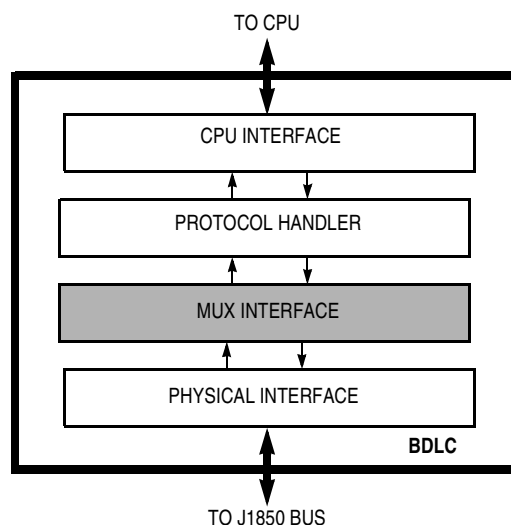 TO CPU
CPU INTERFACE
PROTOCOL HANDLER
MUX INTERFACE
PHYSICAL INTERFACE
BDLC
TO J1850 BUS